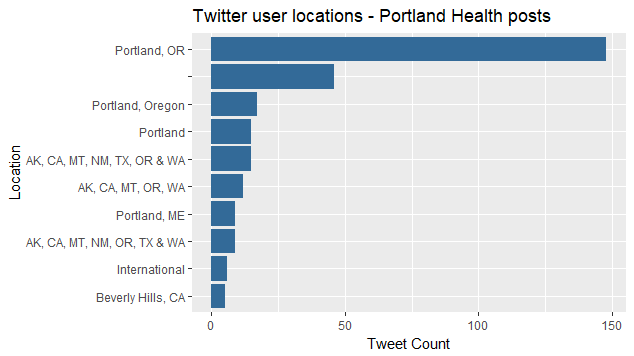 Twitter user locations - Portland Health posts
Location
Portland, OR
Portland, Oregon
Portland
AK, CA, MT, NM, TX, OR & WA
AK, CA, MT, OR, WA
Portland, ME
AK, CA, MT, NM, OR, TX & WA
International
Beverly Hills, CA
0 50 100 150
Tweet Count